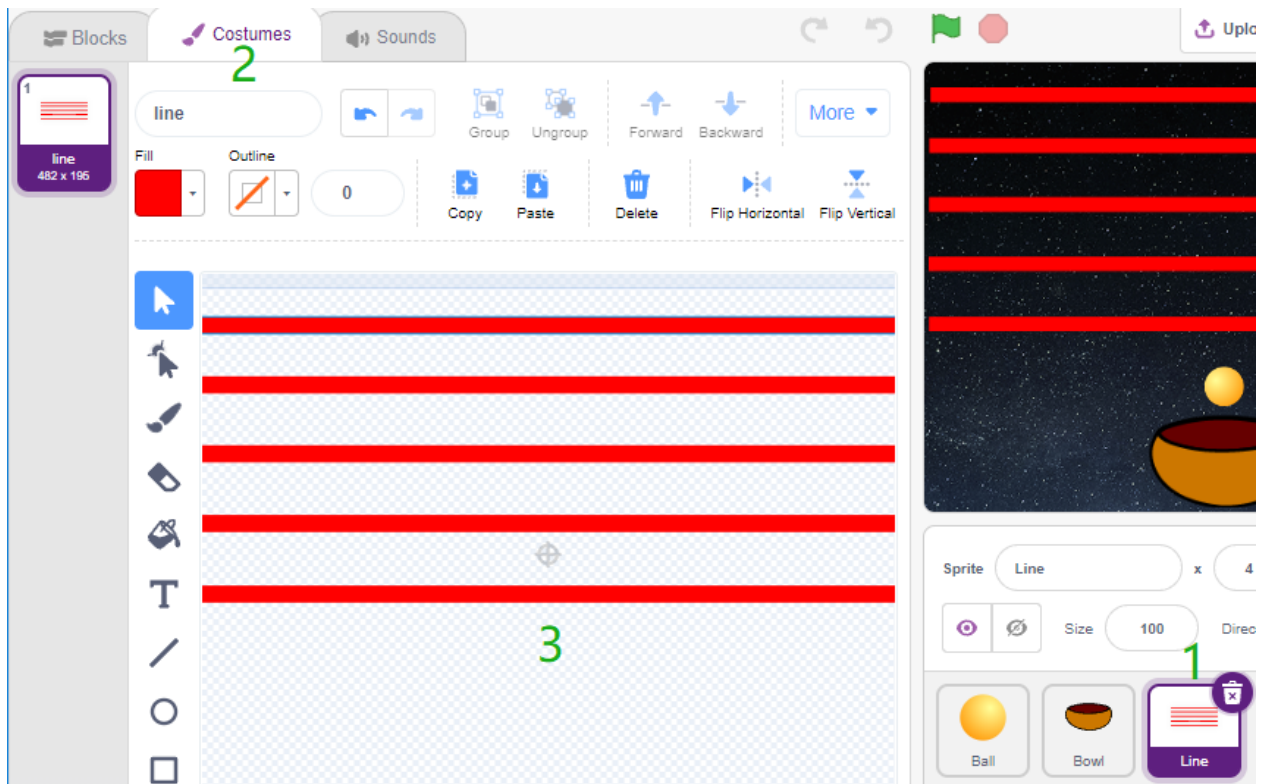 Blocks
Costumes
Sounds
2
Uplo
1
line
482 x 195
line
Group
Ungroup
Forward
Backward
More
Fill
Outline
0
Copy
Paste
Delete
Flip Horizontal
Flip Vertical
T
3
Sprite
Line
x
4
Size
100
Direc
1
Ball
Bowl
Line